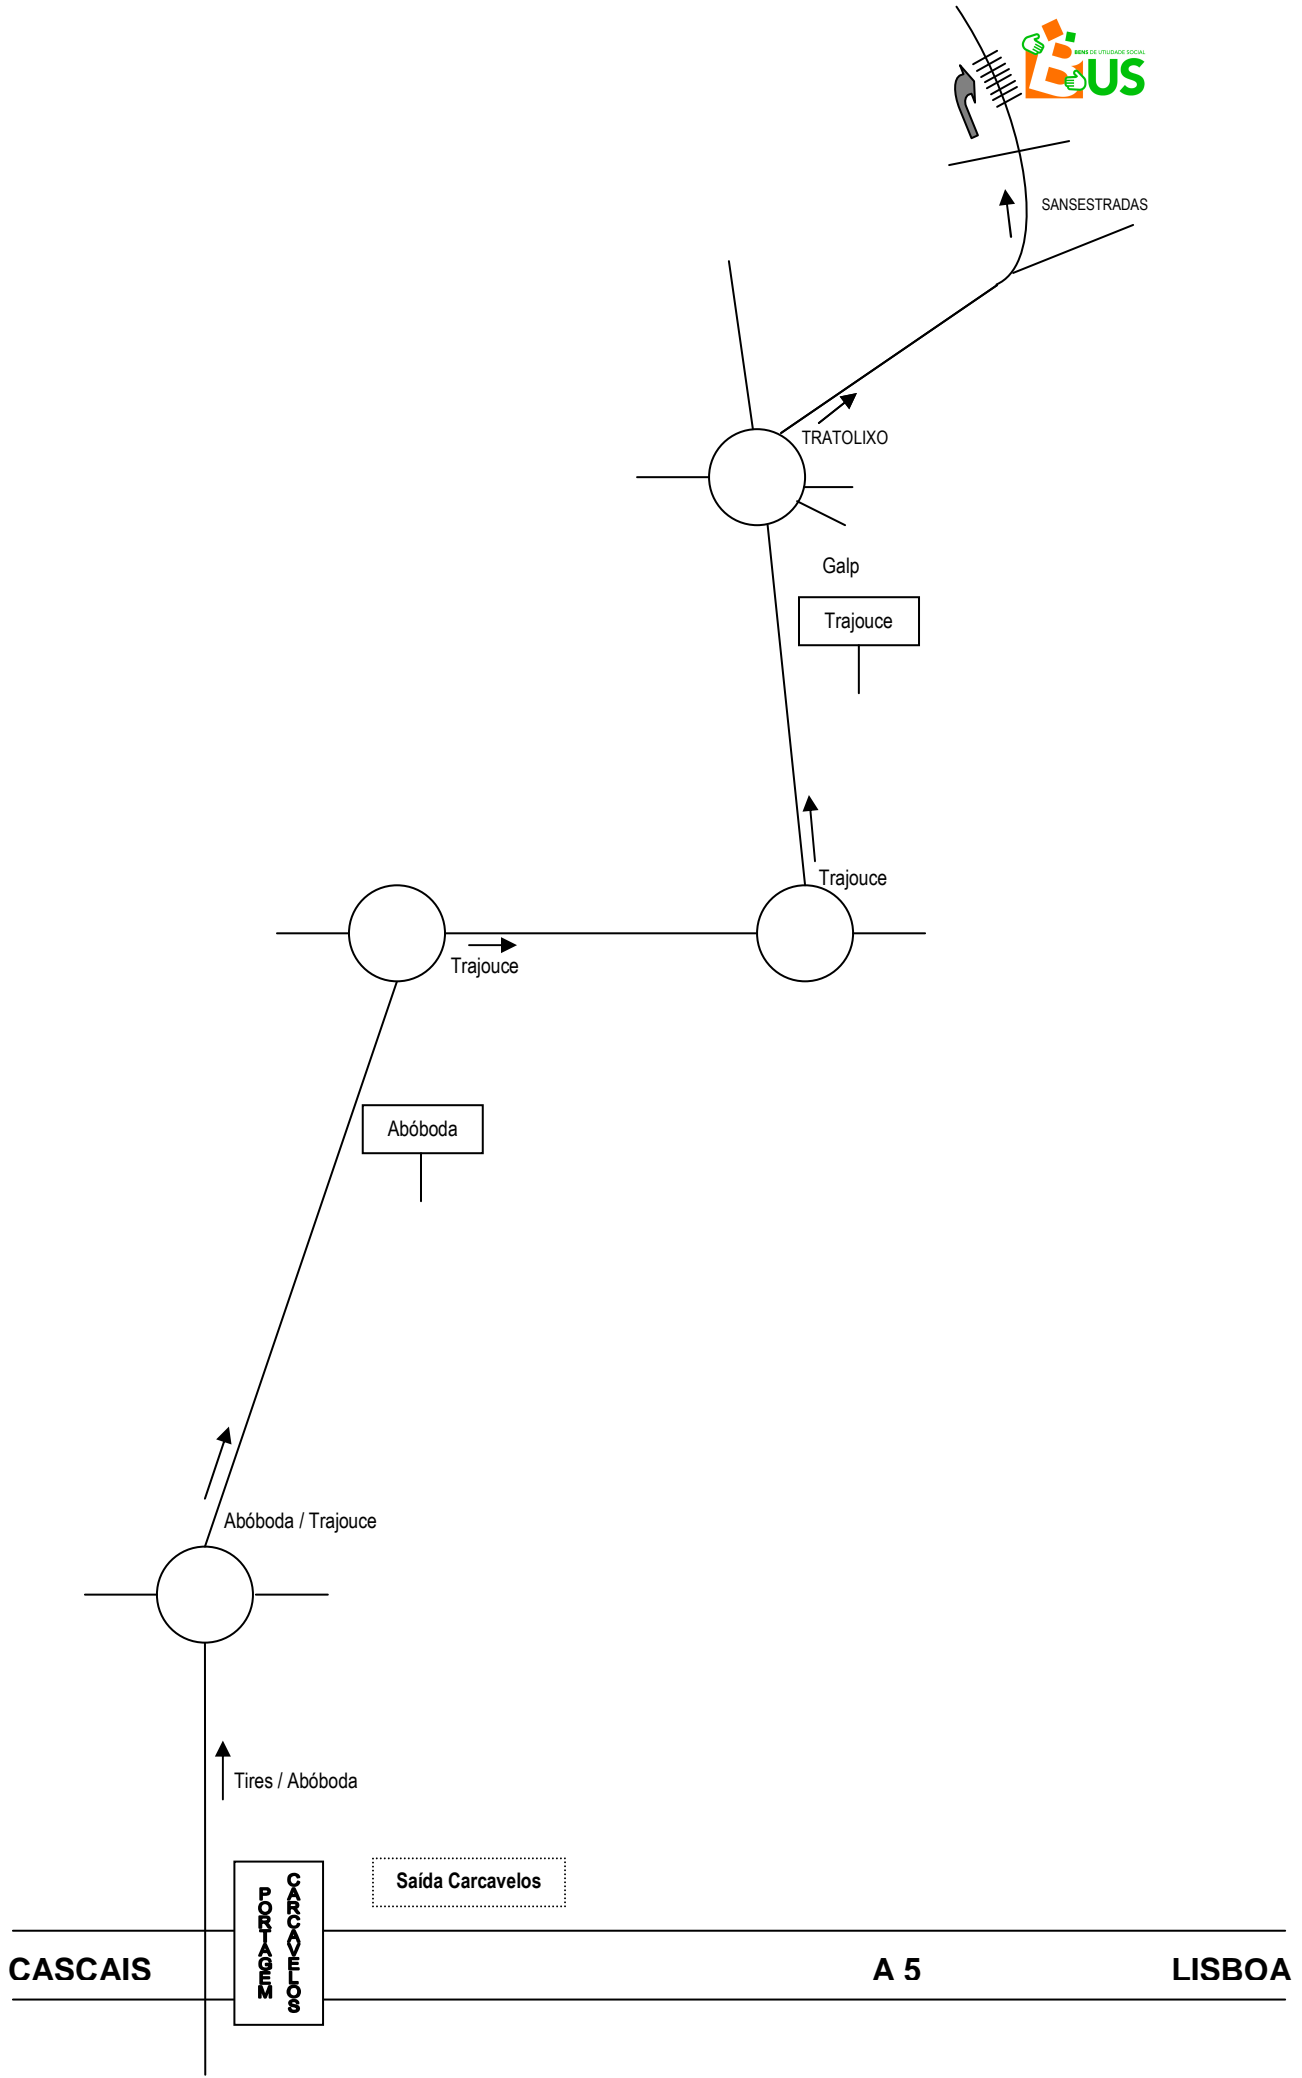 BENS DE UTILIDADE SOCIAL
BUS
SANSESTRADAS
TRATOLIXO
Galp
Trajouce
Trajouce
Trajouce
Abóboda
Abóboda / Trajouce
Tires / Abóboda
Saída Carcavelos
PORTAGEM
CARCAVELOS
CASCAIS
A 5
LISBOA